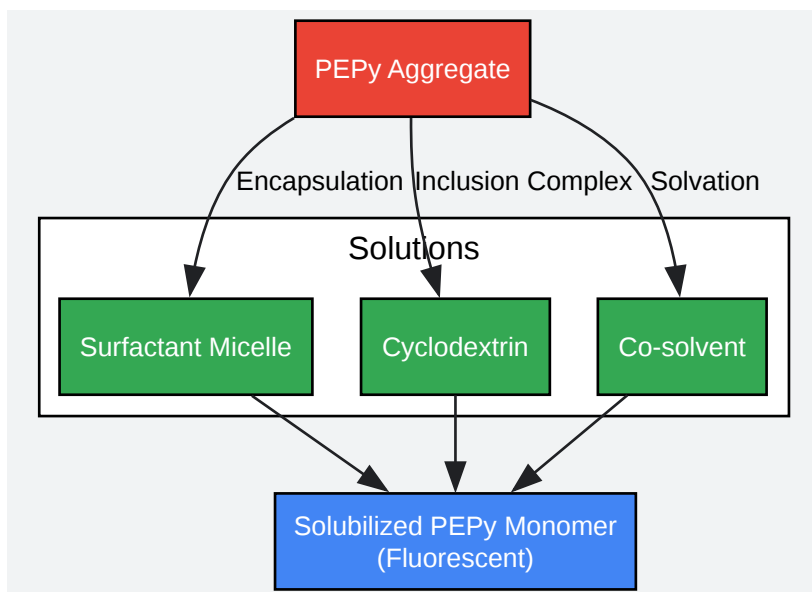 PEPy Aggregate
Encapsulation
Inclusion Complex
Solvation
Solutions
Surfactant Micelle
Cyclodextrin
Co-solvent
Solubilized PEPy Monomer
(Fluorescent)